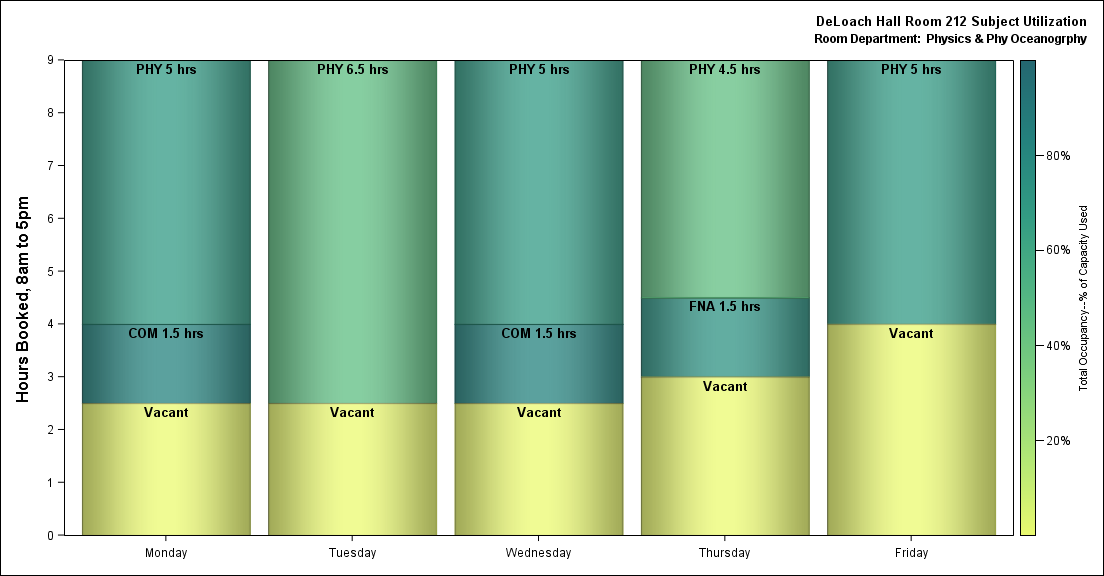 DeLoach Hall Room 212 Subject Utilization
Room Department: Physics & Phy Oceanogrphy
Hours Booked, 8am to 5pm
9
8
7
6
5
4
3
2
1
0
PHY 5 hrs
COM 1.5 hrs
Vacant
PHY 6.5 hrs
Vacant
PHY 5 hrs
COM 1.5 hrs
Vacant
PHY 4.5 hrs
FNA 1.5 hrs
Vacant
PHY 5 hrs
Vacant
Monday
Tuesday
Wednesday
Thursday
Friday
80%
60%
40%
20%
Total Occupancy--% of Capacity Used